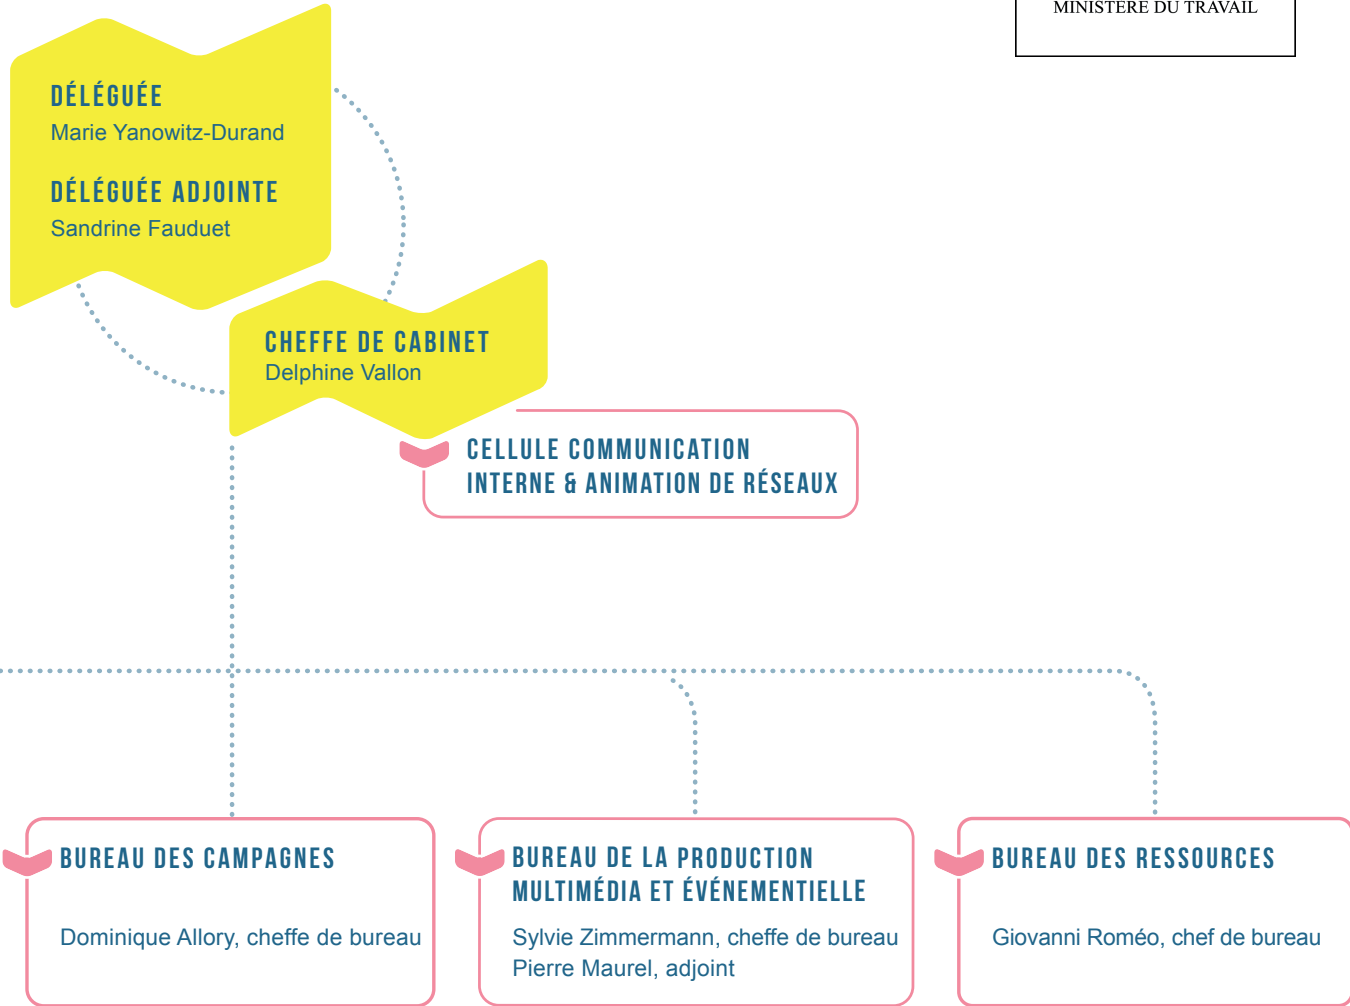 MINISTÈRE DU TRAVAIL
DÉLÉGUÉE
Marie Yanowitz-Durand
DÉLÉGUÉE ADJOINTE
Sandrine Fauduet
CHEFFE DE CABINET
Delphine Vallon
CELLULE COMMUNICATION
INTERNE & ANIMATION DE RÉSEAUX
BUREAU DES CAMPAGNES
Dominique Allory, cheffe de bureau
BUREAU DE LA PRODUCTION
MULTIMÉDIA ET ÉVÉNEMENTIELLE
Sylvie Zimmermann, cheffe de bureau
Pierre Maurel, adjoint
BUREAU DES RESSOURCES
Giovanni Roméo, chef de bureau